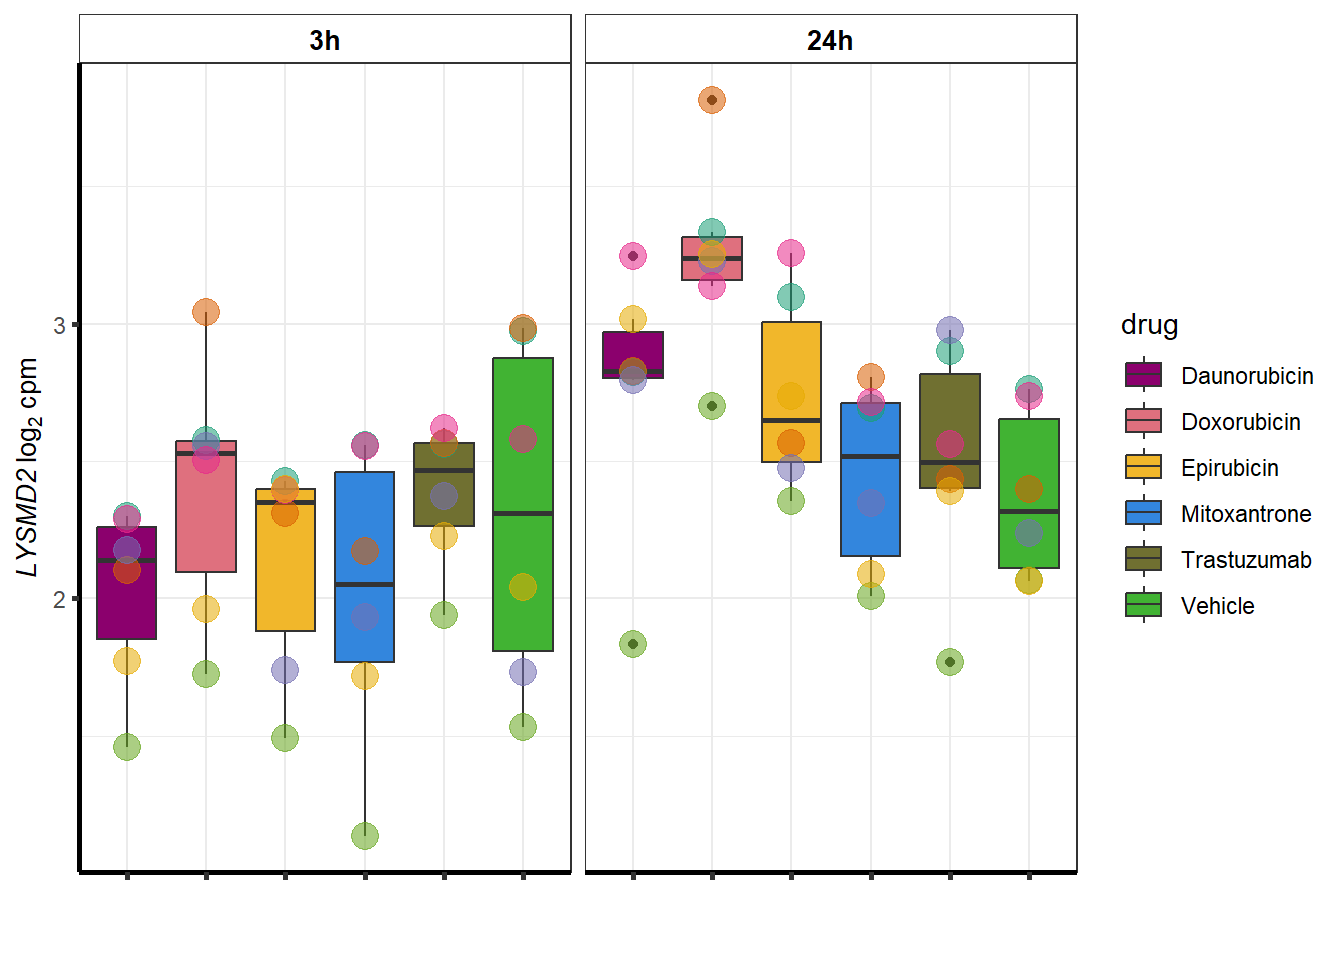 3h
24h
3
2
LYSMD2 log₂ cpm
drug
Daunorubicin
Doxorubicin
Epirubicin
Mitoxantrone
Trastuzumab
Vehicle